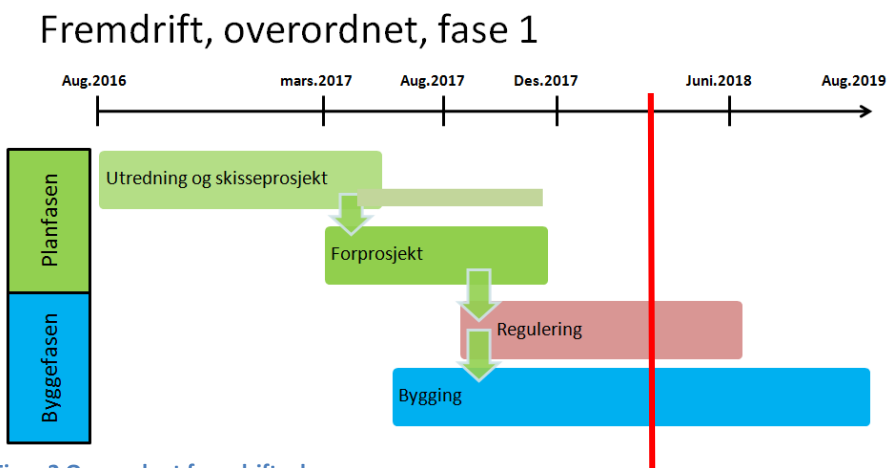 Fremdrift, overordnet, fase 1
Aug.2016 mars.2017 Aug.2017 Des.2017 Juni.2018 Aug.2019
Planfasen
Utredning og skisseprosjekt
Forprosjekt
Byggefasen
Regulering
Bygging